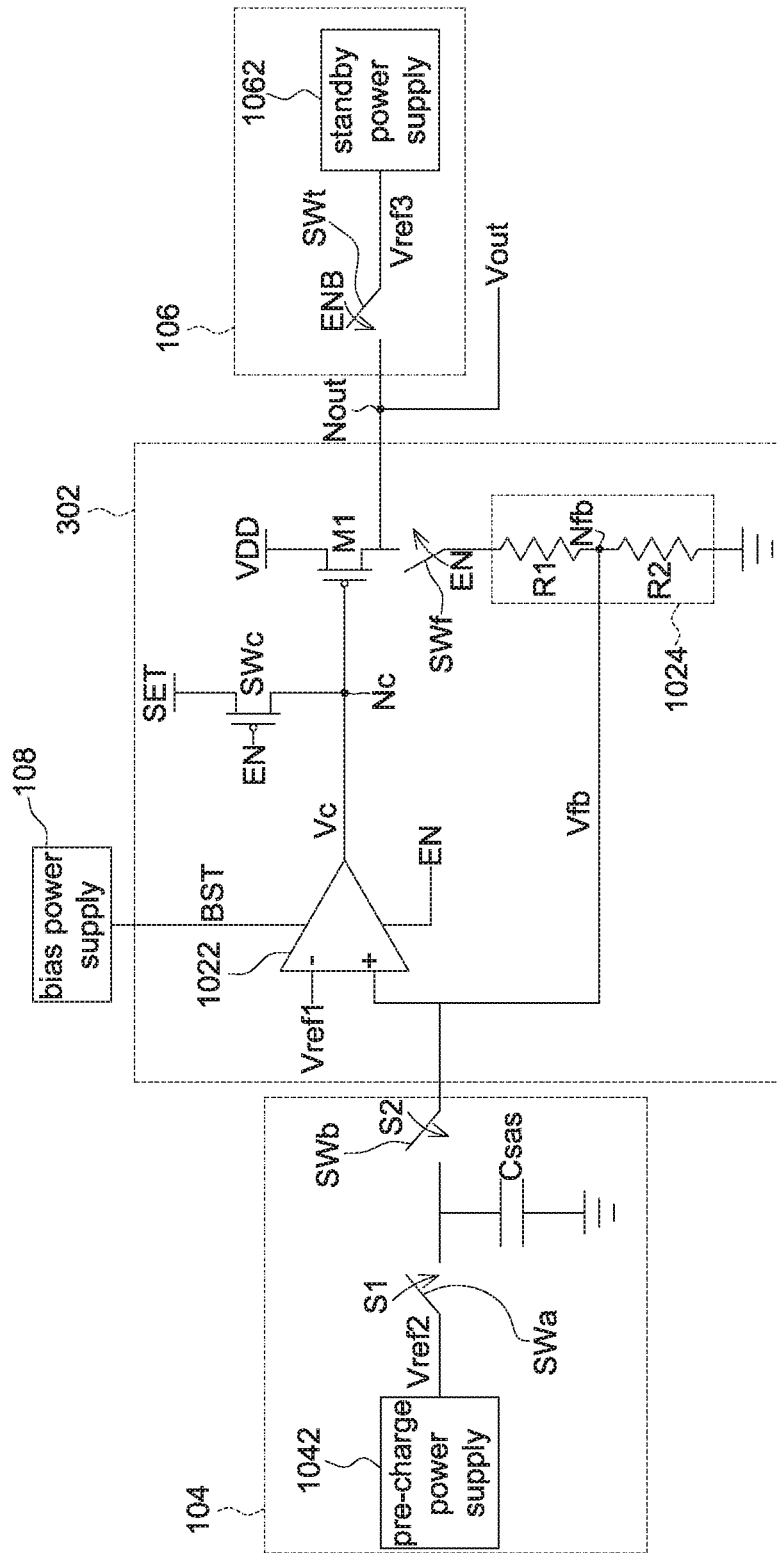 104
1042
pre-charge
power
supply
Vref2
S1
SWa
Csas
SWb
S2
108
bias power
supply
BST
1022
Vref1
-
+
EN
Vc
SET
SWc
EN
Nc
302
VDD
M1
SWf
EN
R1
Nfb
R2
1024
Vfb
Nout
Vout
106
ENB
SWt
Vref3
1062
standby
power
supply